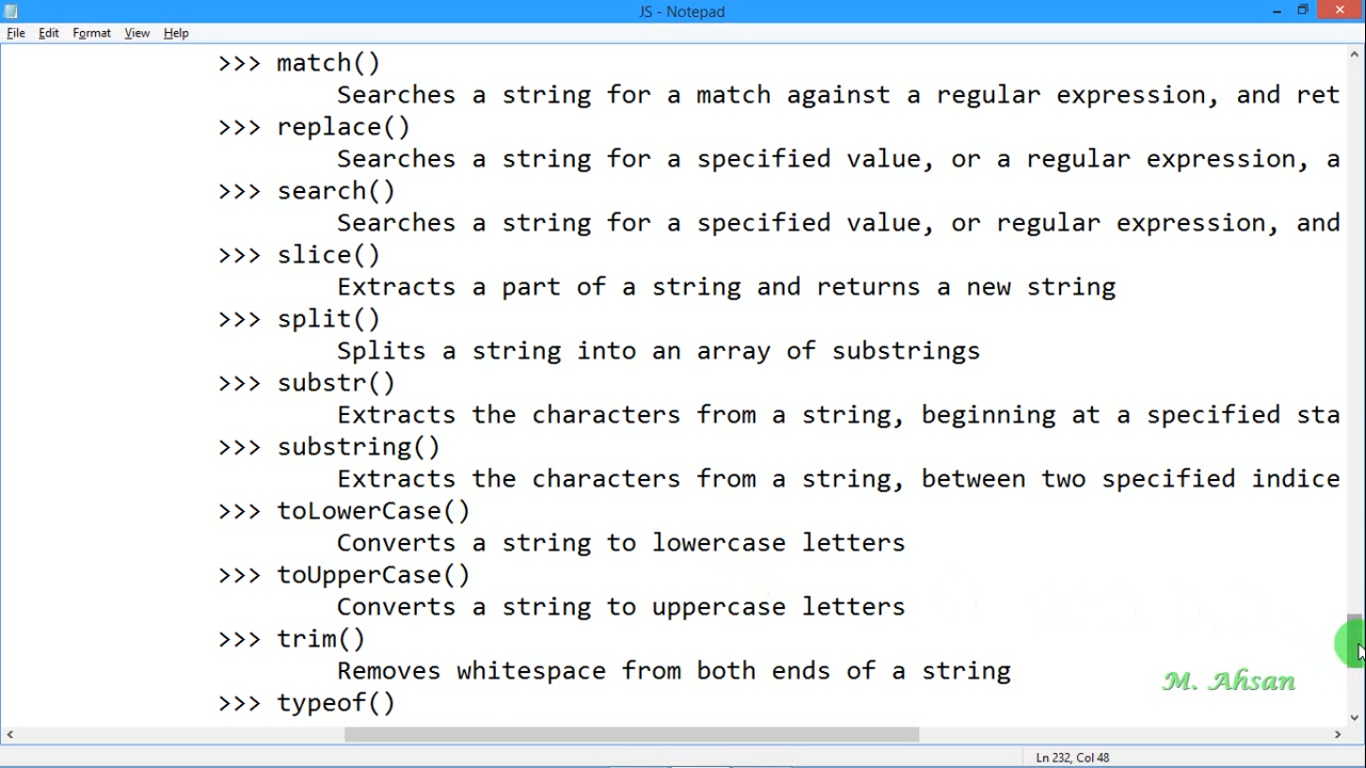 JS - Notepad
File Edit Format View Help
>>> match()
Searches a string for a match against a regular expression, and ret
>>> replace()
Searches a string for a specified value, or a regular expression, a
>>> search()
Searches a string for a specified value, or regular expression, and
>>> slice()
Extracts a part of a string and returns a new string
>>> split()
Splits a string into an array of substrings
>>> substr()
Extracts the characters from a string, beginning at a specified sta
>>> substring()
Extracts the characters from a string, between two specified indice
>>> toLowerCase()
Converts a string to lowercase letters
>>> toUpperCase()
Converts a string to uppercase letters
>>> trim()
Removes whitespace from both ends of a string
M. Ahsan
>>> typeof()
Ln 232, Col 48